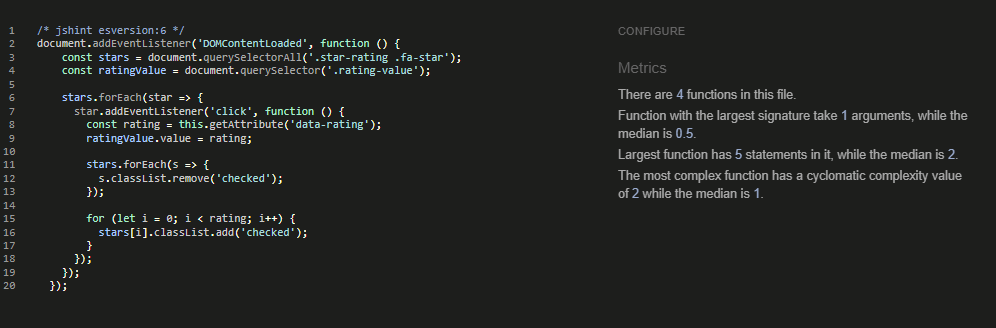 1 /* jshint esversion:6 */
2 document.addEventListener('DOMContentLoaded', function () {
3 const stars = document.querySelectorAll('.star-rating .fa-star');
4 const ratingValue = document.querySelector('.rating-value');
5
6 stars.forEach(star => {
7 star.addEventListener('click', function () {
8 const rating = this.getAttribute('data-rating');
9 ratingValue.value = rating;
10
11 stars.forEach(s => {
12 s.classList.remove('checked');
13 });
14
15 for (let i = 0; i < rating; i++) {
16 stars[i].classList.add('checked');
17 }
18 });
19 });
20 });
CONFIGURE
Metrics
There are 4 functions in this file.
Function with the largest signature take 1 arguments, while the
median is 0.5.
Largest function has 5 statements in it, while the median is 2.
The most complex function has a cyclomatic complexity value
of 2 while the median is 1.